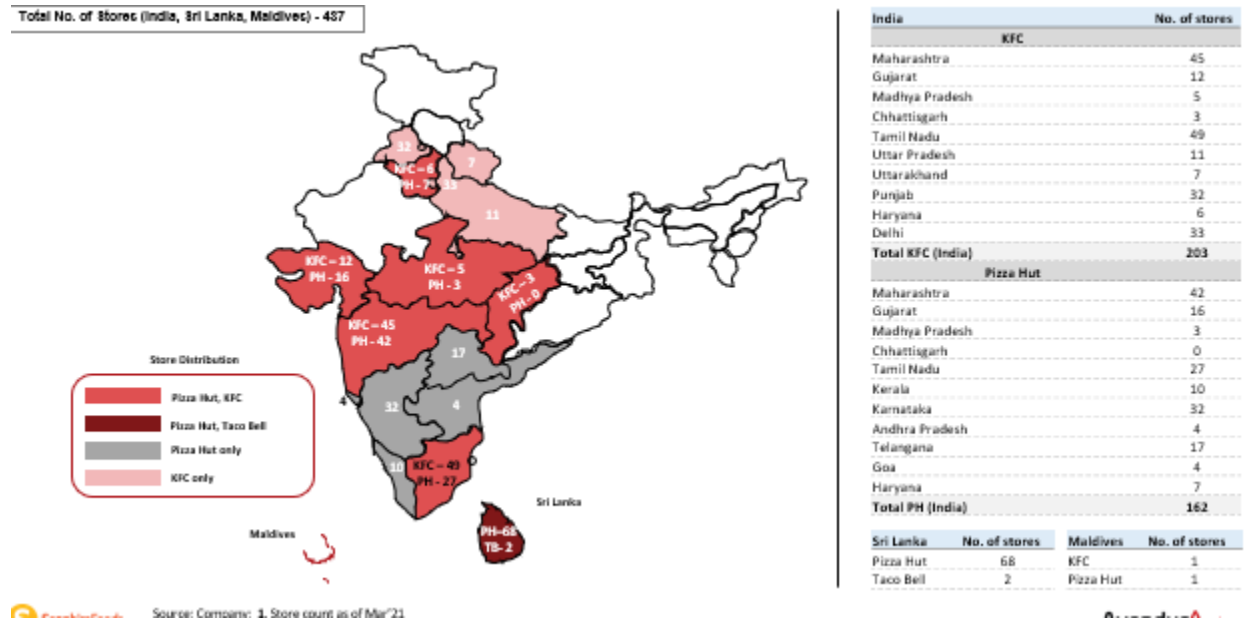 Total No. of Stores (India, Sri Lanka, Maldives) - 437
32
KFC – 6
PH - 7
7
33
11
KFC – 12
PH - 16
KFC – 5
PH - 3
KFC – 3
PH - 0
KFC – 45
PH - 42
17
4
32
4
10
KFC – 49
PH - 27
PH–68
TB- 2
Sri Lanka
Maldives
Store Distribution
Pizza Hut, KFC
Pizza Hut, Taco Bell
Pizza Hut only
KFC only
India No. of stores
KFC
Maharashtra 45
Gujarat 12
Madhya Pradesh 5
Chhattisgarh 3
Tamil Nadu 49
Uttar Pradesh 11
Uttarakhand 7
Punjab 32
Haryana 6
Delhi 33
Total KFC (India) 203
Pizza Hut
Maharashtra 42
Gujarat 16
Madhya Pradesh 3
Chhattisgarh 0
Tamil Nadu 27
Kerala 10
Karnataka 32
Andhra Pradesh 4
Telangana 17
Goa 4
Haryana 7
Total PH (India) 162
Sri Lanka No. of stores Maldives No. of stores
Pizza Hut 68 KFC 1
Taco Bell 2 Pizza Hut 1
Source: Company; 1. Store count as of Mar'21